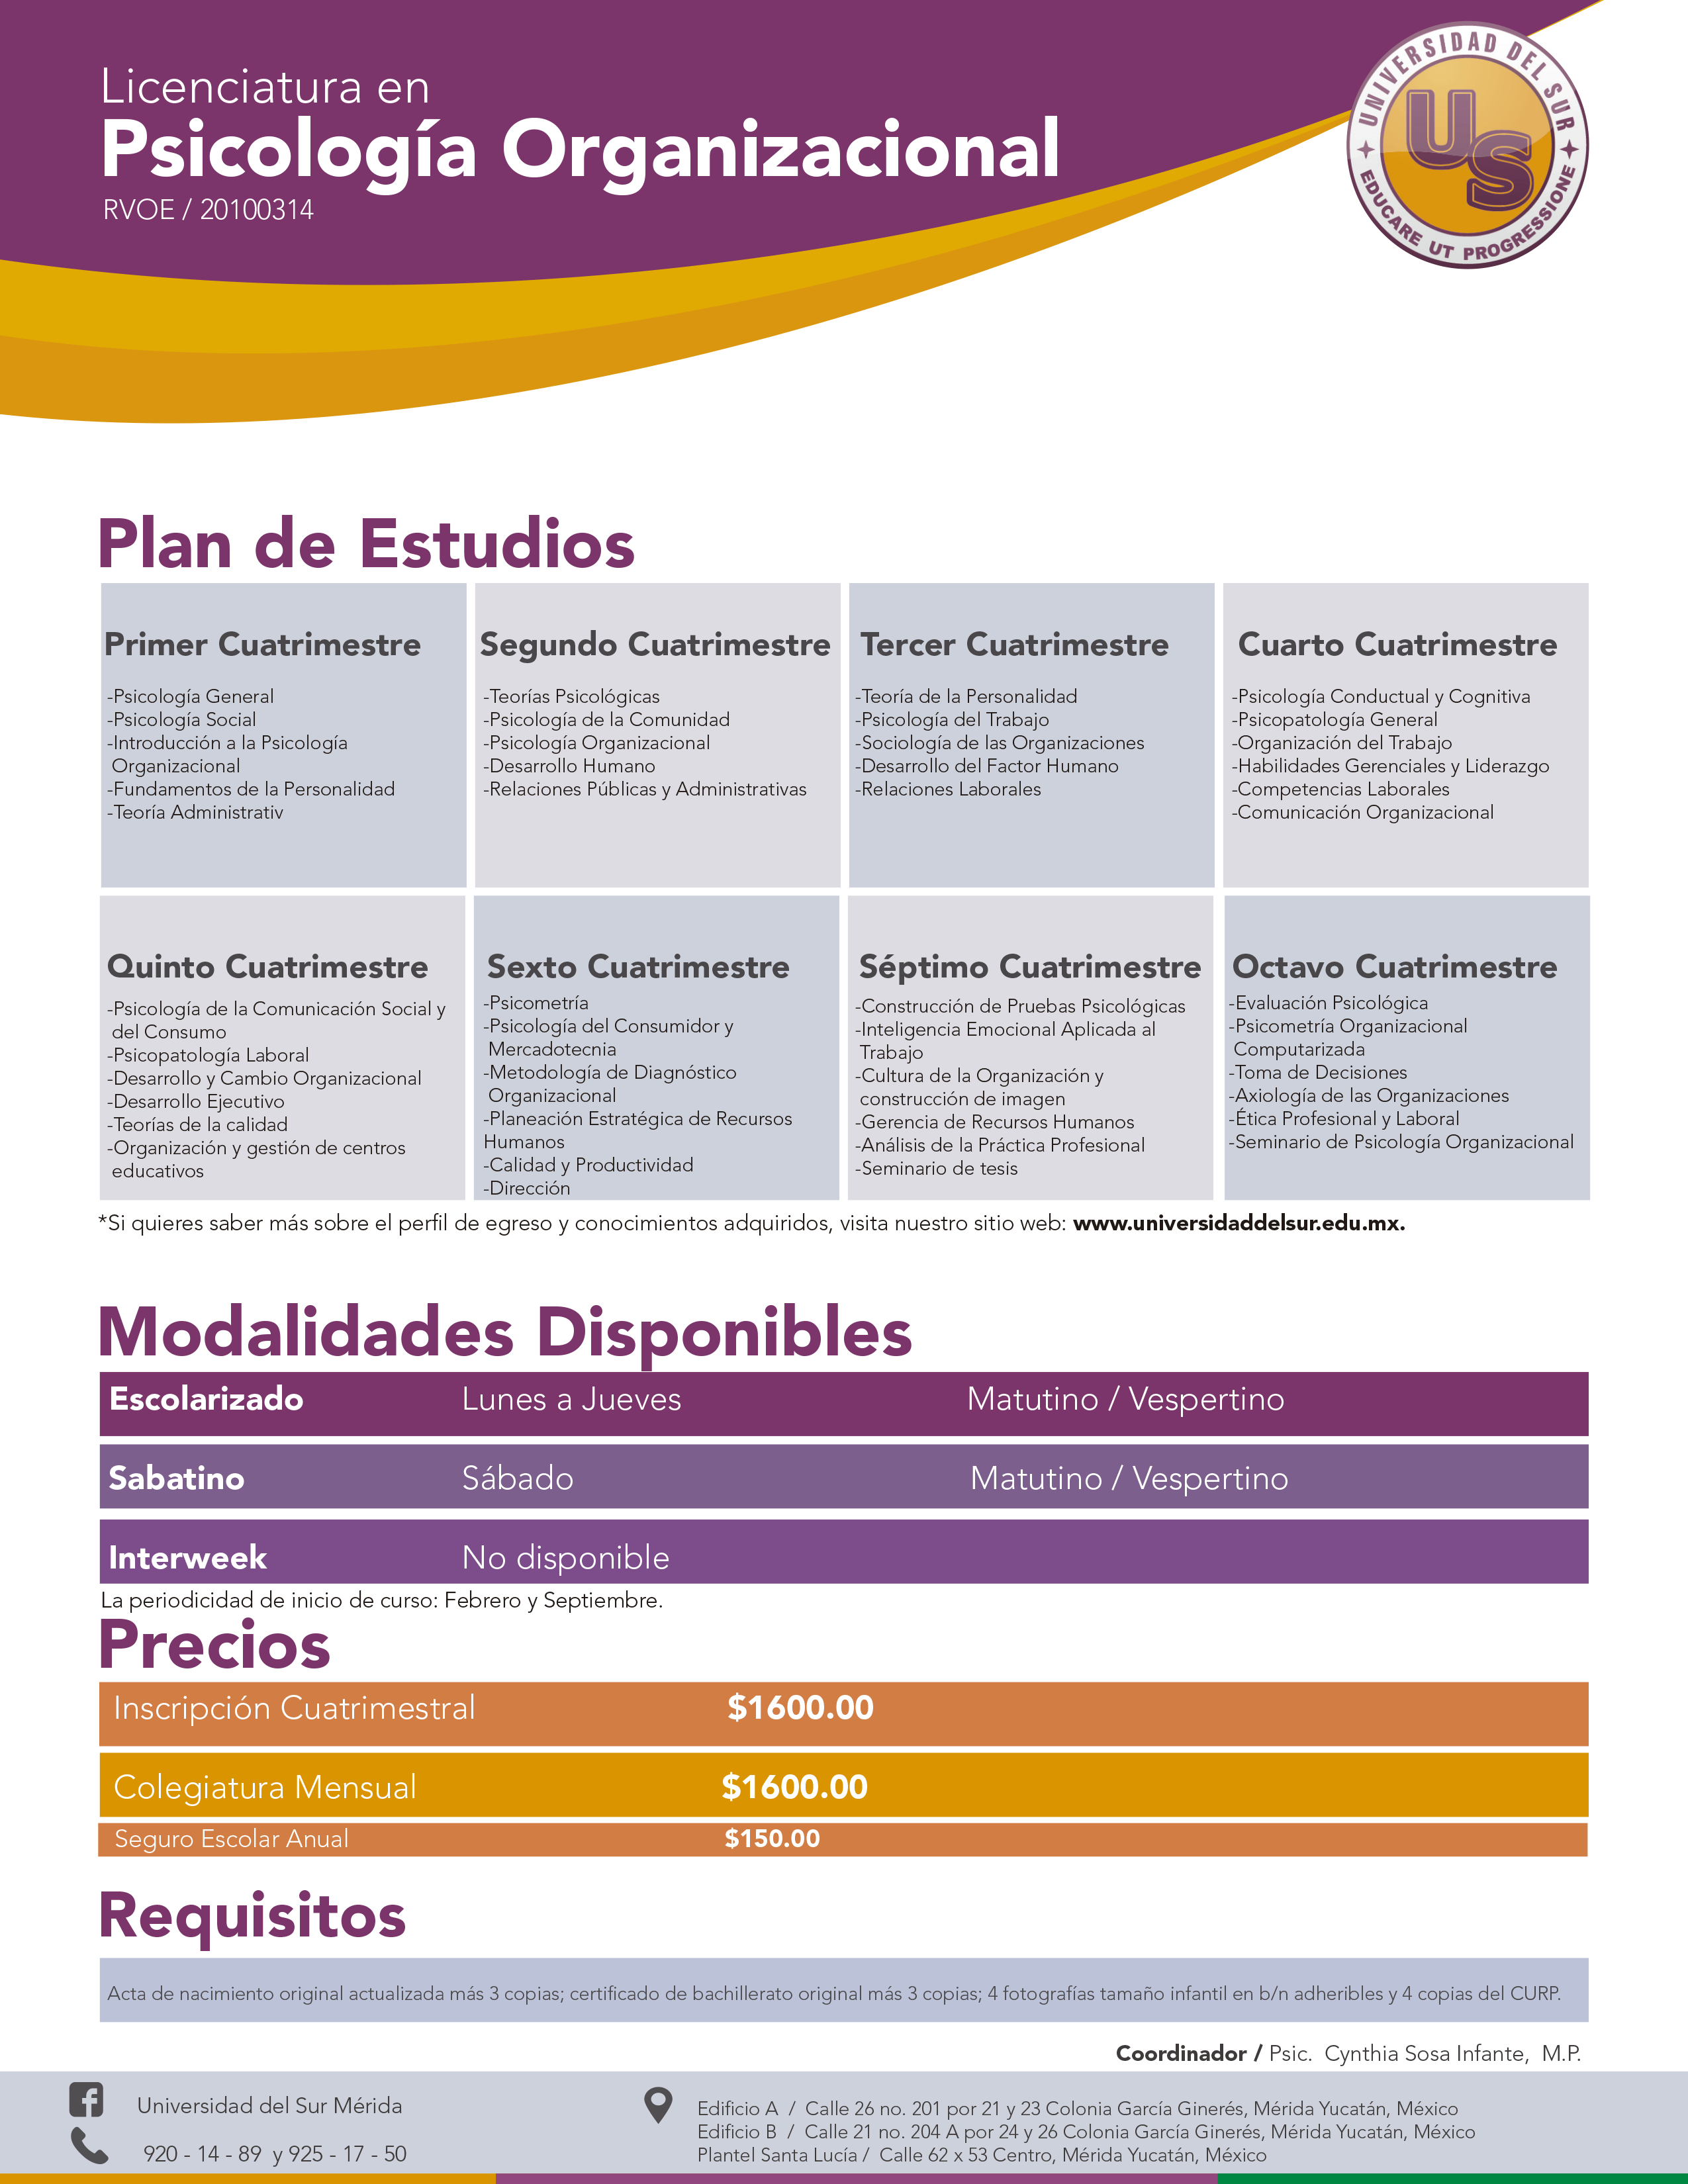 Licenciatura en
Psicología Organizacional
RVOE / 20100314
UNIVERSIDAD DEL SUR
US
EDUCARE UT PROGRESSIONE
Plan de Estudios
Primer Cuatrimestre
-Psicología General
-Psicología Social
-Introducción a la Psicología
Organizacional
-Fundamentos de la Personalidad
-Teoría Administrativ
Segundo Cuatrimestre
-Teorías Psicológicas
-Psicología de la Comunidad
-Psicología Organizacional
-Desarrollo Humano
-Relaciones Públicas y Administrativas
Tercer Cuatrimestre
-Teoría de la Personalidad
-Psicología del Trabajo
-Sociología de las Organizaciones
-Desarrollo del Factor Humano
-Relaciones Laborales
Cuarto Cuatrimestre
-Psicología Conductual y Cognitiva
-Psicopatología General
-Organización del Trabajo
-Habilidades Gerenciales y Liderazgo
-Competencias Laborales
-Comunicación Organizacional
Quinto Cuatrimestre
-Psicología de la Comunicación Social y
del Consumo
-Psicopatología Laboral
-Desarrollo y Cambio Organizacional
-Desarrollo Ejecutivo
-Teorías de la calidad
-Organización y gestión de centros
educativos
Sexto Cuatrimestre
-Psicometría
-Psicología del Consumidor y
Mercadotecnia
-Metodología de Diagnóstico
Organizacional
-Planeación Estratégica de Recursos
Humanos
-Calidad y Productividad
-Dirección
Séptimo Cuatrimestre
-Construcción de Pruebas Psicológicas
-Inteligencia Emocional Aplicada al
Trabajo
-Cultura de la Organización y
construcción de imagen
-Gerencia de Recursos Humanos
-Análisis de la Práctica Profesional
-Seminario de tesis
Octavo Cuatrimestre
-Evaluación Psicológica
-Psicometría Organizacional
Computarizada
-Toma de Decisiones
-Axiología de las Organizaciones
-Ética Profesional y Laboral
-Seminario de Psicología Organizacional
*Si quieres saber más sobre el perfil de egreso y conocimientos adquiridos, visita nuestro sitio web: www.universidaddelsur.edu.mx.
Modalidades Disponibles
Escolarizado Lunes a Jueves Matutino / Vespertino
Sabatino Sábado Matutino / Vespertino
Interweek No disponible
La periodicidad de inicio de curso: Febrero y Septiembre.
Precios
Inscripción Cuatrimestral $1600.00
Colegiatura Mensual $1600.00
Seguro Escolar Anual $150.00
Requisitos
Acta de nacimiento original actualizada más 3 copias; certificado de bachillerato original más 3 copias; 4 fotografías tamaño infantil en b/n adheribles y 4 copias del CURP.
Coordinador / Psic. Cynthia Sosa Infante, M.P.
Universidad del Sur Mérida
920 - 14 - 89 y 925 - 17 - 50
Edificio A / Calle 26 no. 201 por 21 y 23 Colonia García Ginerés, Mérida Yucatán, México
Edificio B / Calle 21 no. 204 A por 24 y 26 Colonia García Ginerés, Mérida Yucatán, México
Plantel Santa Lucía / Calle 62 x 53 Centro, Mérida Yucatán, México